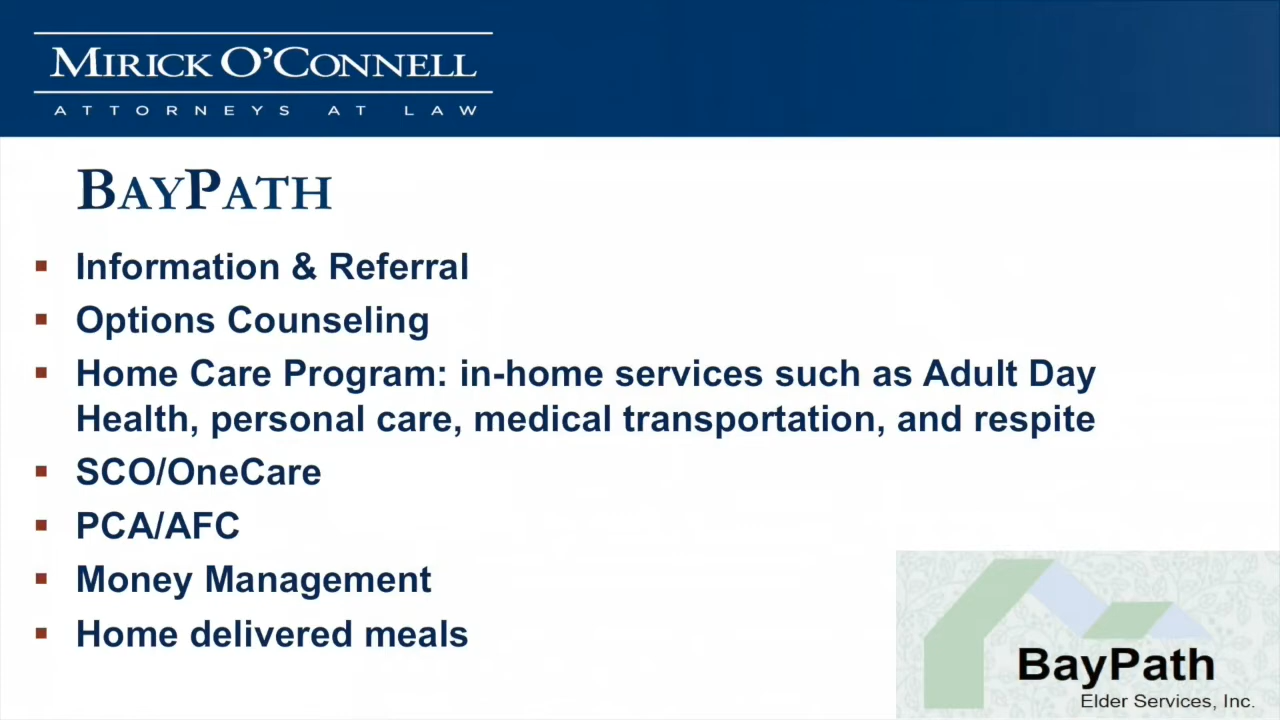 MIRICK O'CONNELL
ATTORNEYS AT LAW
BAYPATH
▪ Information & Referral
▪ Options Counseling
▪ Home Care Program: in-home services such as Adult Day
Health, personal care, medical transportation, and respite
▪ SCO/OneCare
▪ PCA/AFC
▪ Money Management
▪ Home delivered meals
BayPath
Elder Services, Inc.